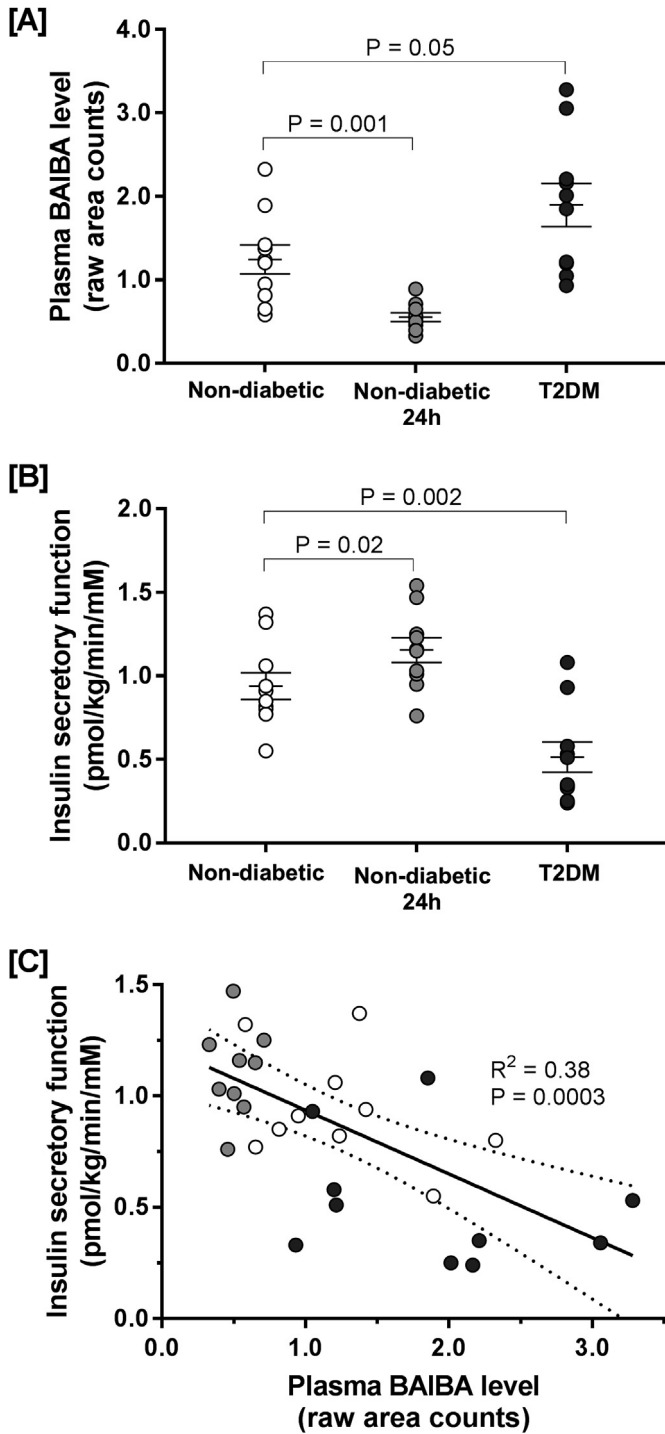 [A]
Plasma BAIBA level
(raw area counts)
4.0
3.0
2.0
1.0
0.0
P = 0.05
P = 0.001
Non-diabetic
Non-diabetic
24h
T2DM
[B]
Insulin secretory function
(pmol/kg/min/mM)
2.0
1.5
1.0
0.5
0.0
P = 0.002
P = 0.02
Non-diabetic
Non-diabetic
24h
T2DM
[C]
Insulin secretory function
(pmol/kg/min/mM)
1.5
1.0
0.5
0.0
R² = 0.38
P = 0.0003
0.0 1.0 2.0 3.0
Plasma BAIBA level
(raw area counts)